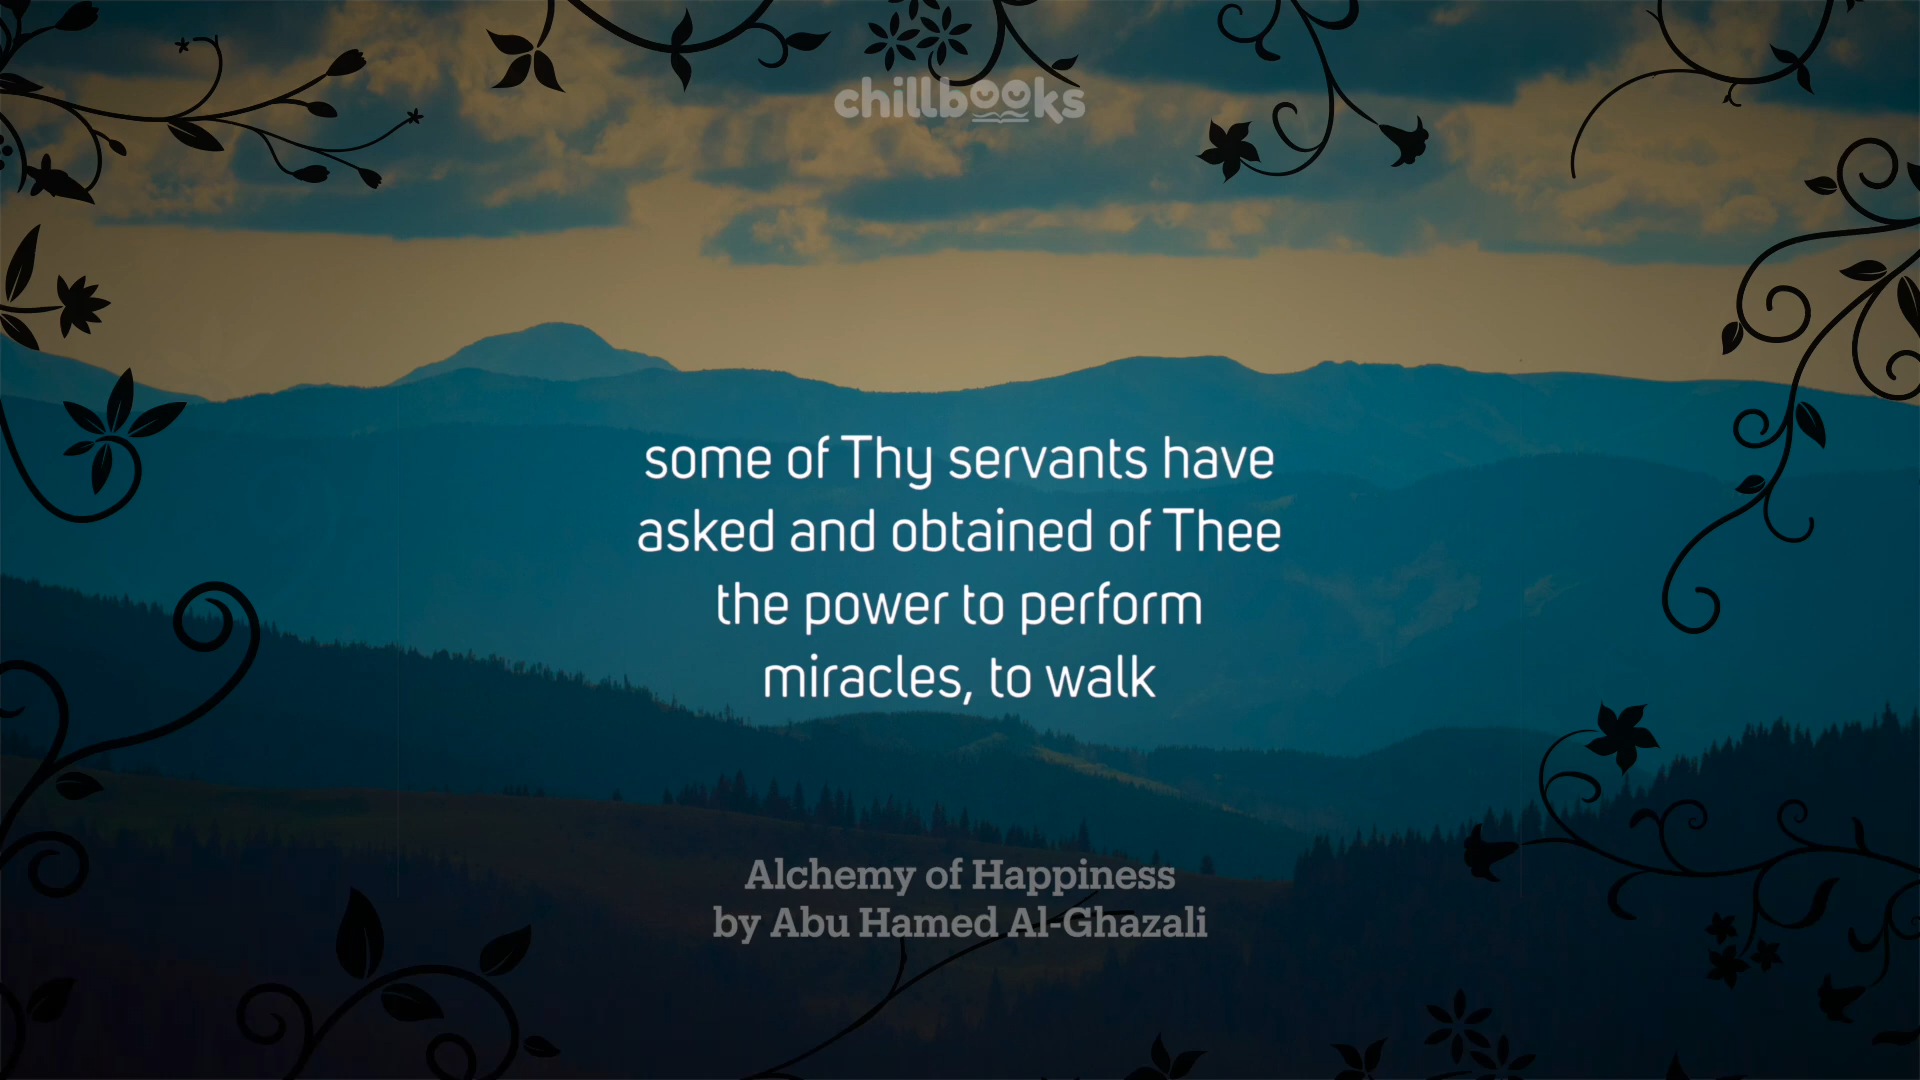 chillbooks
some of Thy servants have
asked and obtained of Thee
the power to perform
miracles, to walk
Alchemy of Happiness
by Abu Hamed Al-Ghazali